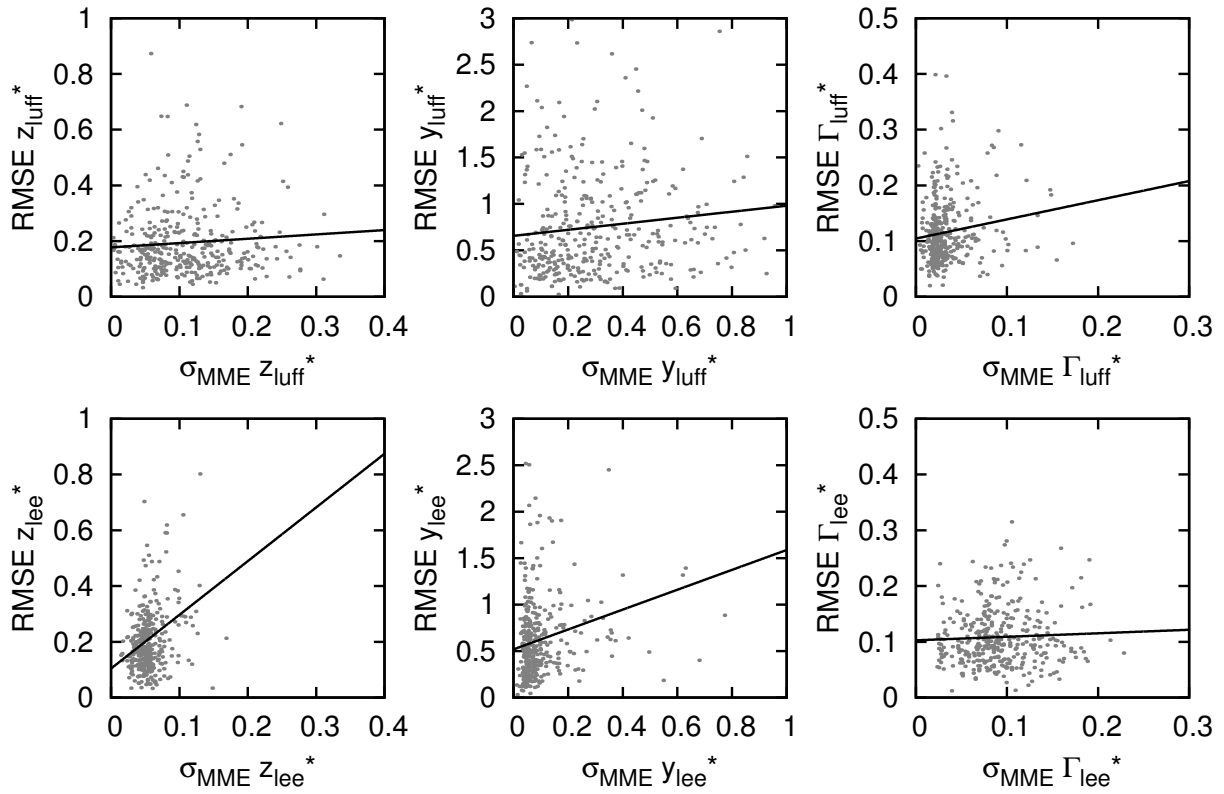 RMSE z_luff*
1
0.8
0.6
0.4
0.2
0
0 0.1 0.2 0.3 0.4
σ_MME z_luff*
RMSE y_luff*
3
2.5
2
1.5
1
0.5
0
0 0.2 0.4 0.6 0.8 1
σ_MME y_luff*
RMSE Γ_luff*
0.5
0.4
0.3
0.2
0.1
0
0 0.1 0.2 0.3
σ_MME Γ_luff*
RMSE z_lee*
1
0.8
0.6
0.4
0.2
0
0 0.1 0.2 0.3 0.4
σ_MME z_lee*
RMSE y_lee*
3
2.5
2
1.5
1
0.5
0
0 0.2 0.4 0.6 0.8 1
σ_MME y_lee*
RMSE Γ_lee*
0.5
0.4
0.3
0.2
0.1
0
0 0.1 0.2 0.3
σ_MME Γ_lee*